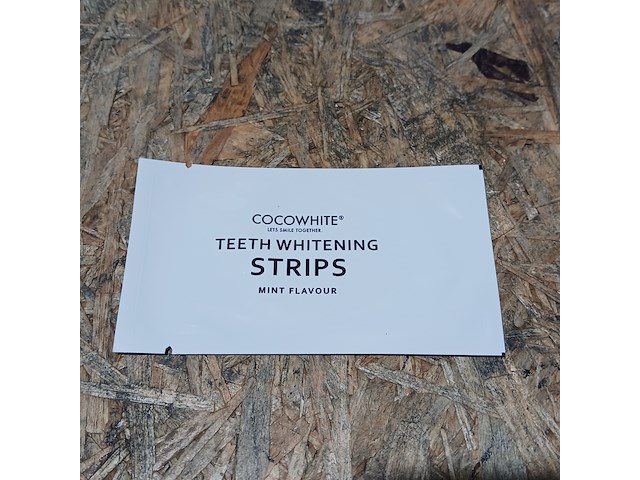 COCOWHITE®
LETS SMILE TOGETHER.
TEETH WHITENING
STRIPS
MINT FLAVOUR